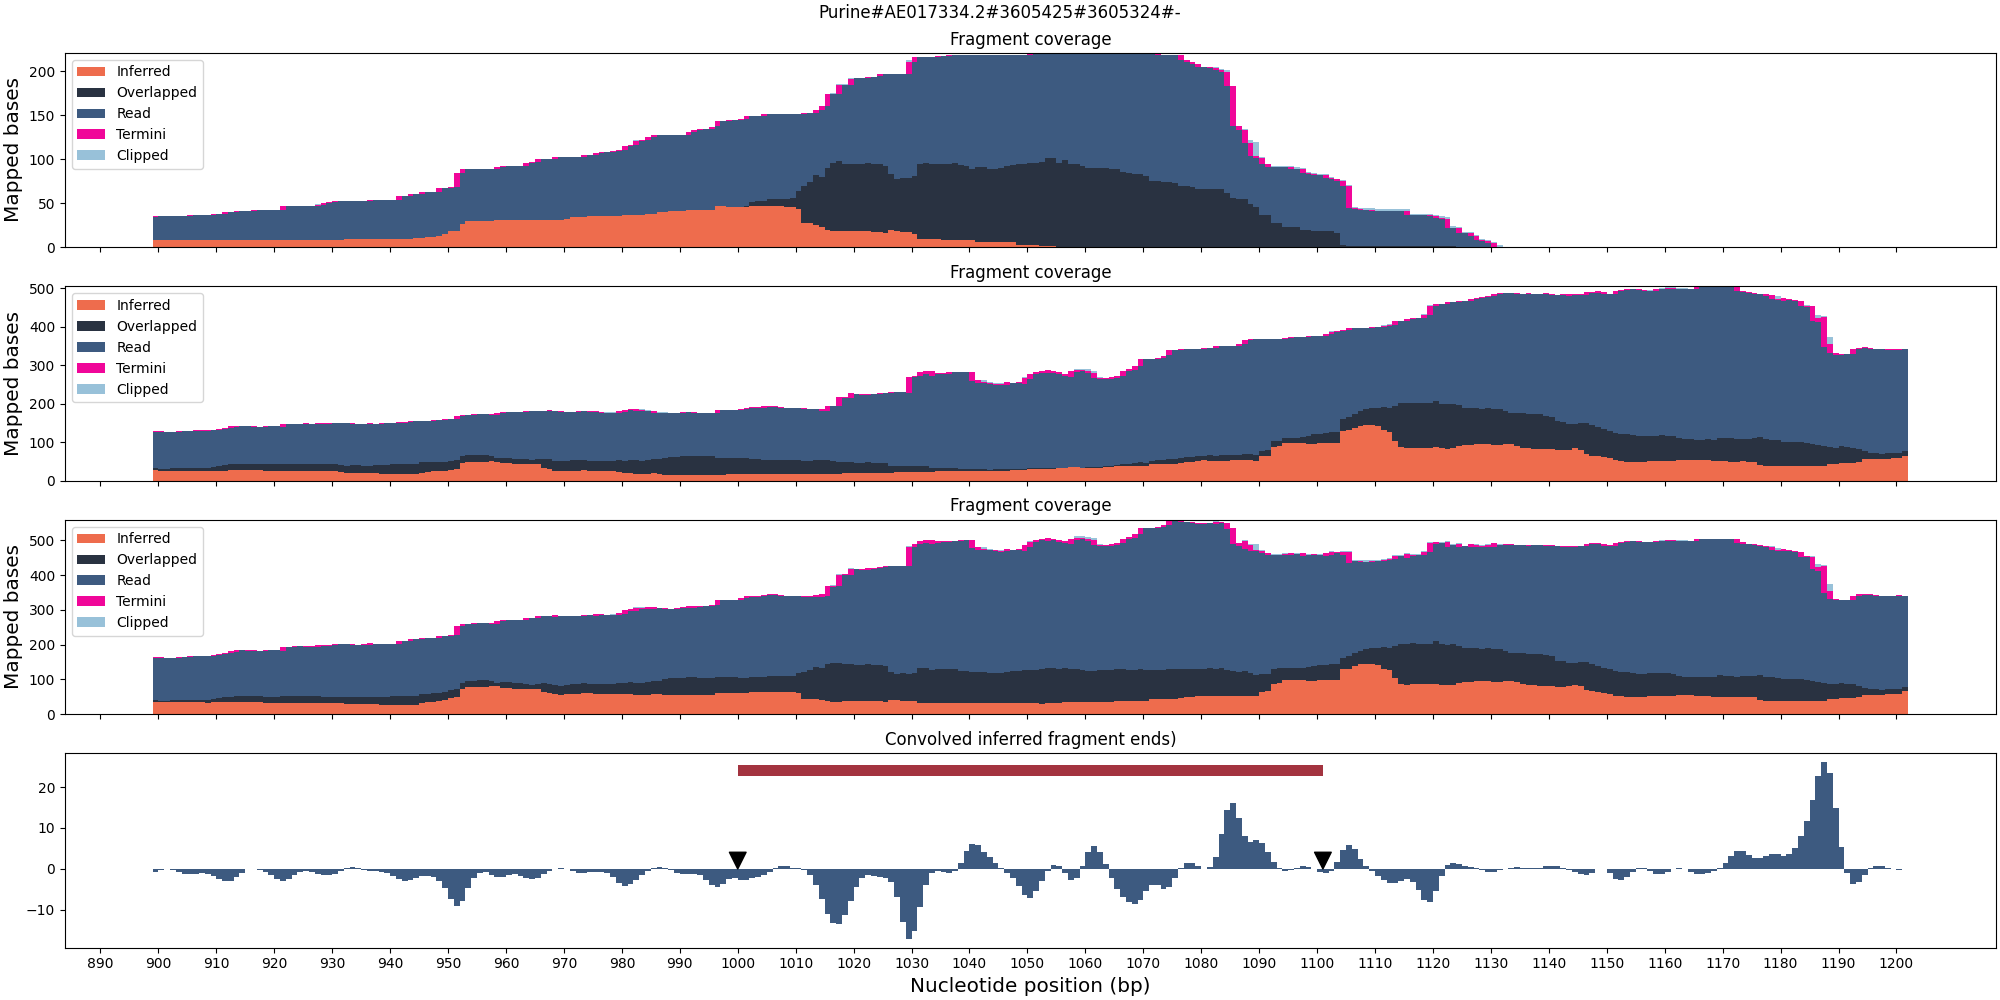 Purine#AE017334.2#3605425#3605324#-
Fragment coverage
Mapped bases
200
150
100
50
0
Inferred
Overlapped
Read
Termini
Clipped
Fragment coverage
Mapped bases
500
400
300
200
100
0
Inferred
Overlapped
Read
Termini
Clipped
Fragment coverage
Mapped bases
500
400
300
200
100
0
Inferred
Overlapped
Read
Termini
Clipped
Convolved inferred fragment ends)
20
10
0
−10
890 900 910 920 930 940 950 960 970 980 990 1000 1010 1020 1030 1040 1050 1060 1070 1080 1090 1100 1110 1120 1130 1140 1150 1160 1170 1180 1190 1200
Nucleotide position (bp)